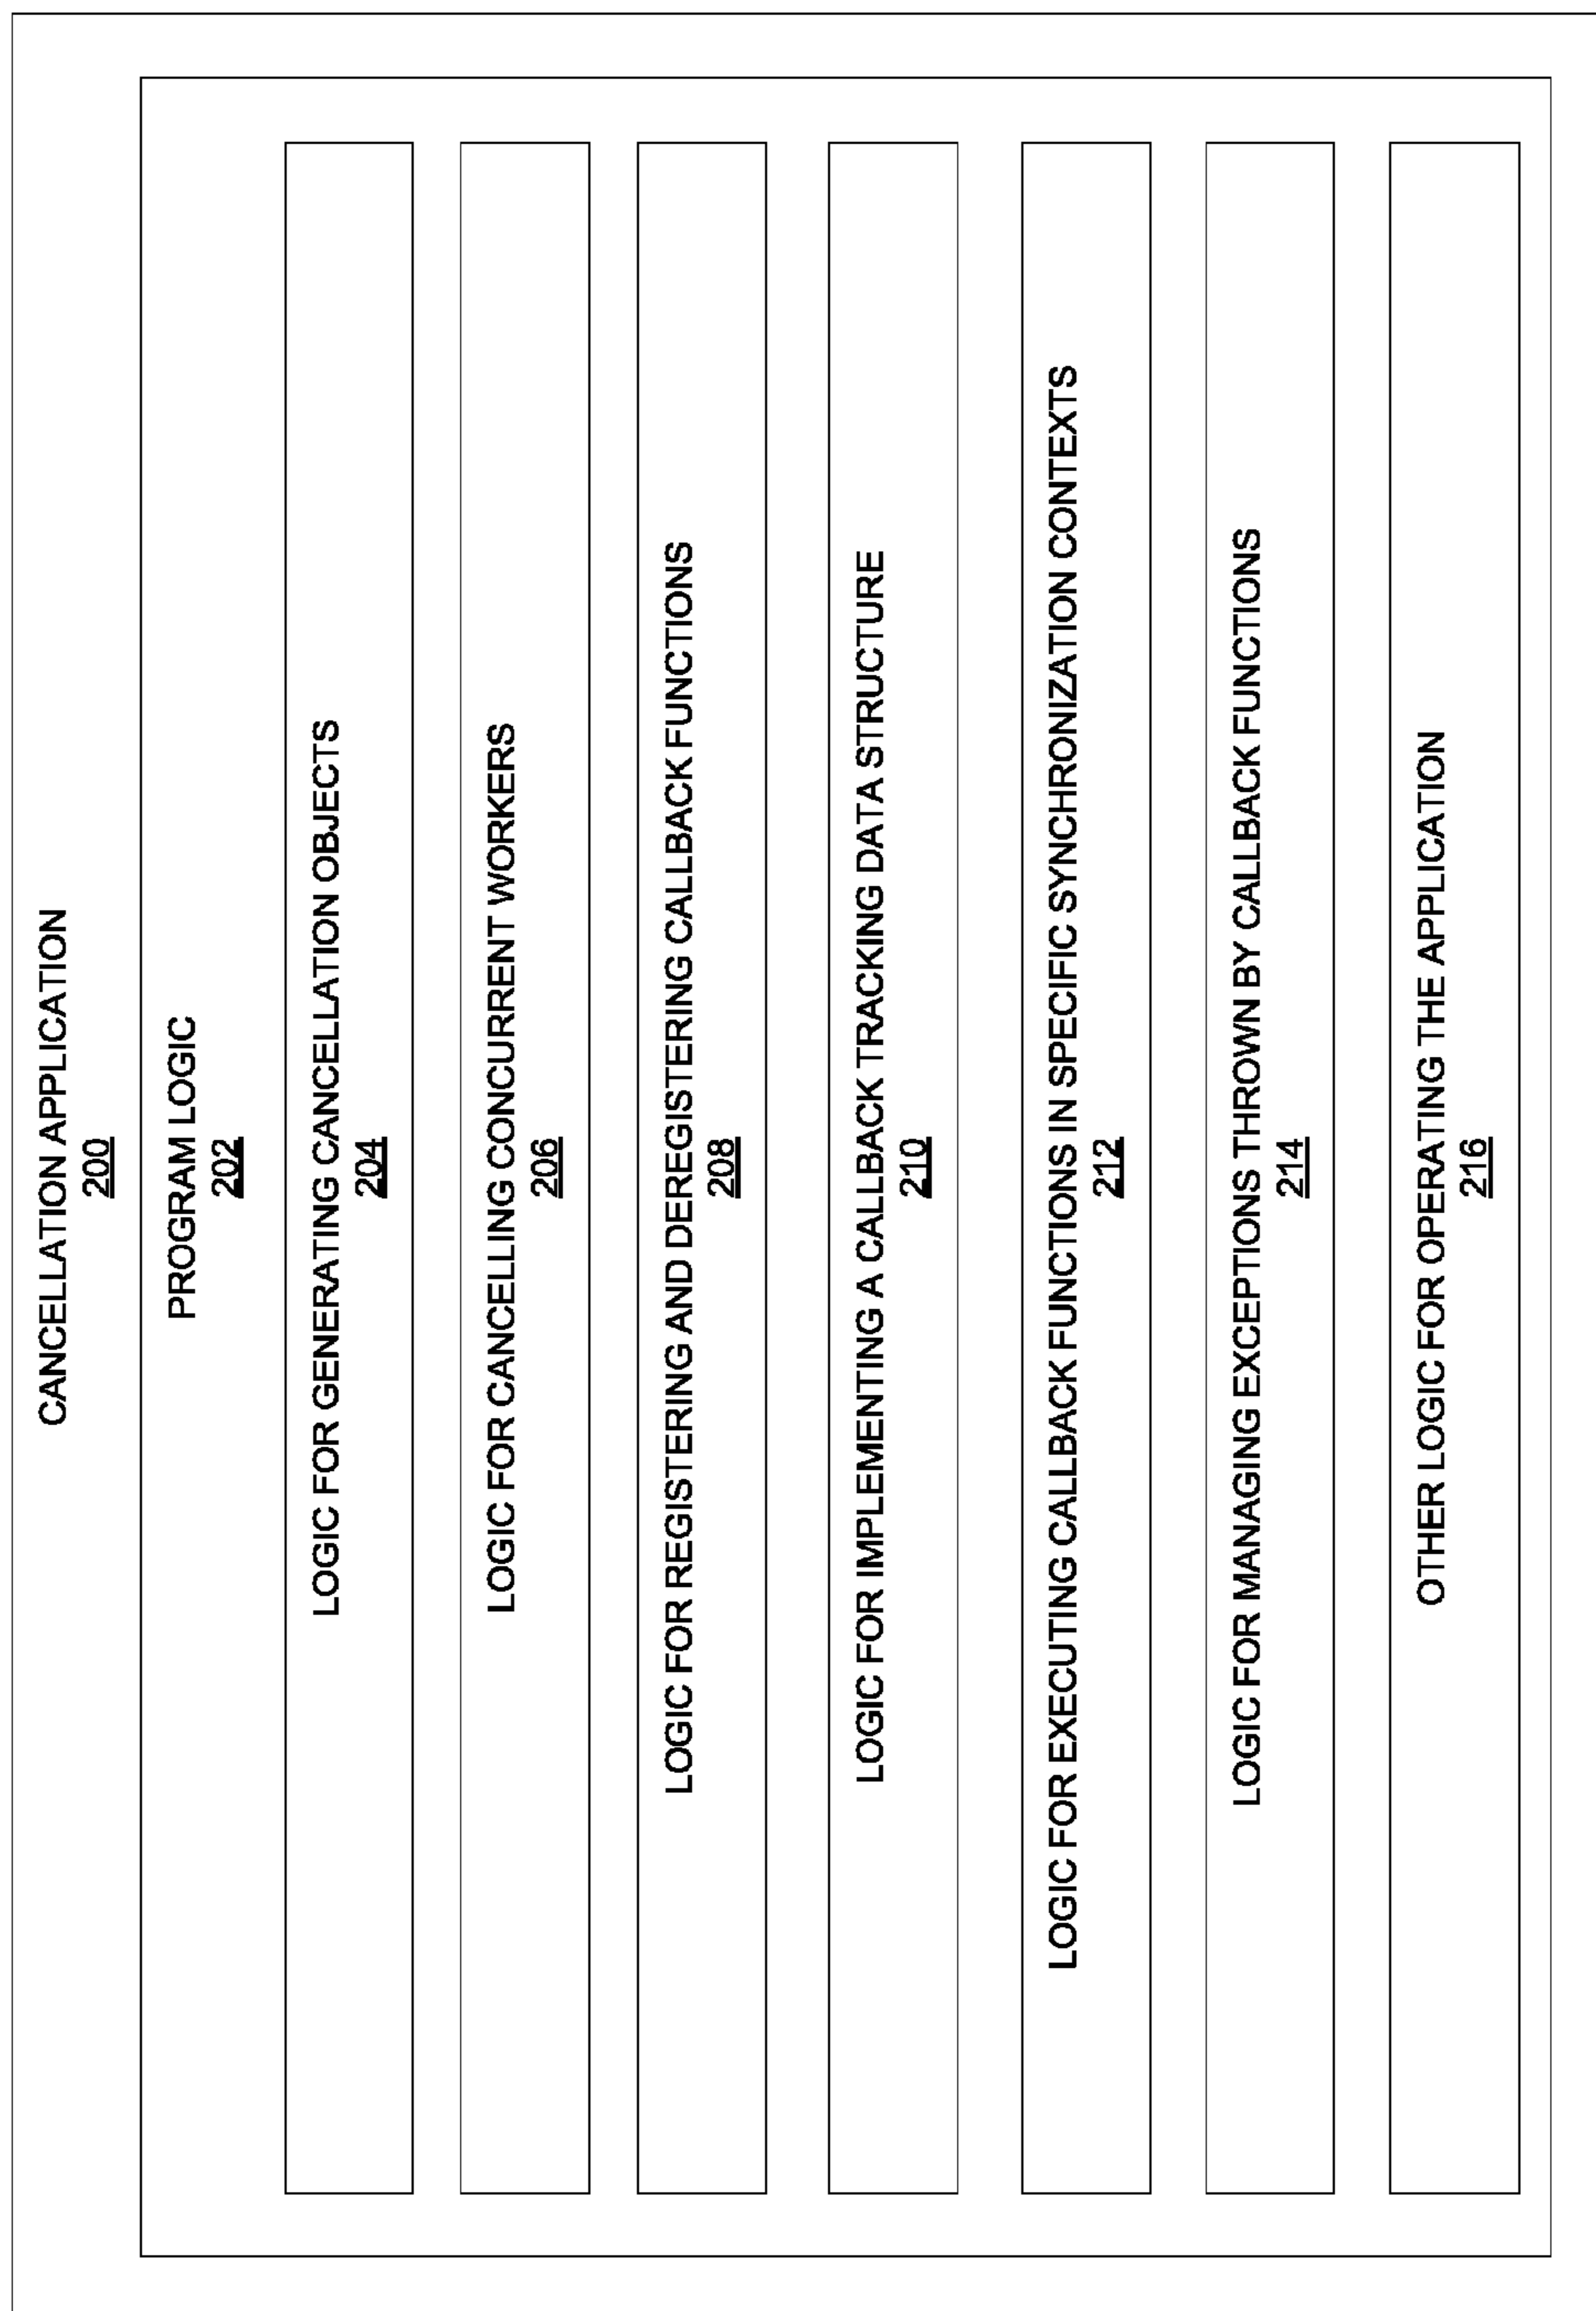 CANCELLATION APPLICATION
200
PROGRAM LOGIC
202
LOGIC FOR GENERATING CANCELLATION OBJECTS
204
LOGIC FOR CANCELLING CONCURRENT WORKERS
206
LOGIC FOR REGISTERING AND DEREGISTERING CALLBACK FUNCTIONS
208
LOGIC FOR IMPLEMENTING A CALLBACK TRACKING DATA STRUCTURE
210
LOGIC FOR EXECUTING CALLBACK FUNCTIONS IN SPECIFIC SYNCHRONIZATION CONTEXTS
212
LOGIC FOR MANAGING EXCEPTIONS THROWN BY CALLBACK FUNCTIONS
214
OTHER LOGIC FOR OPERATING THE APPLICATION
216